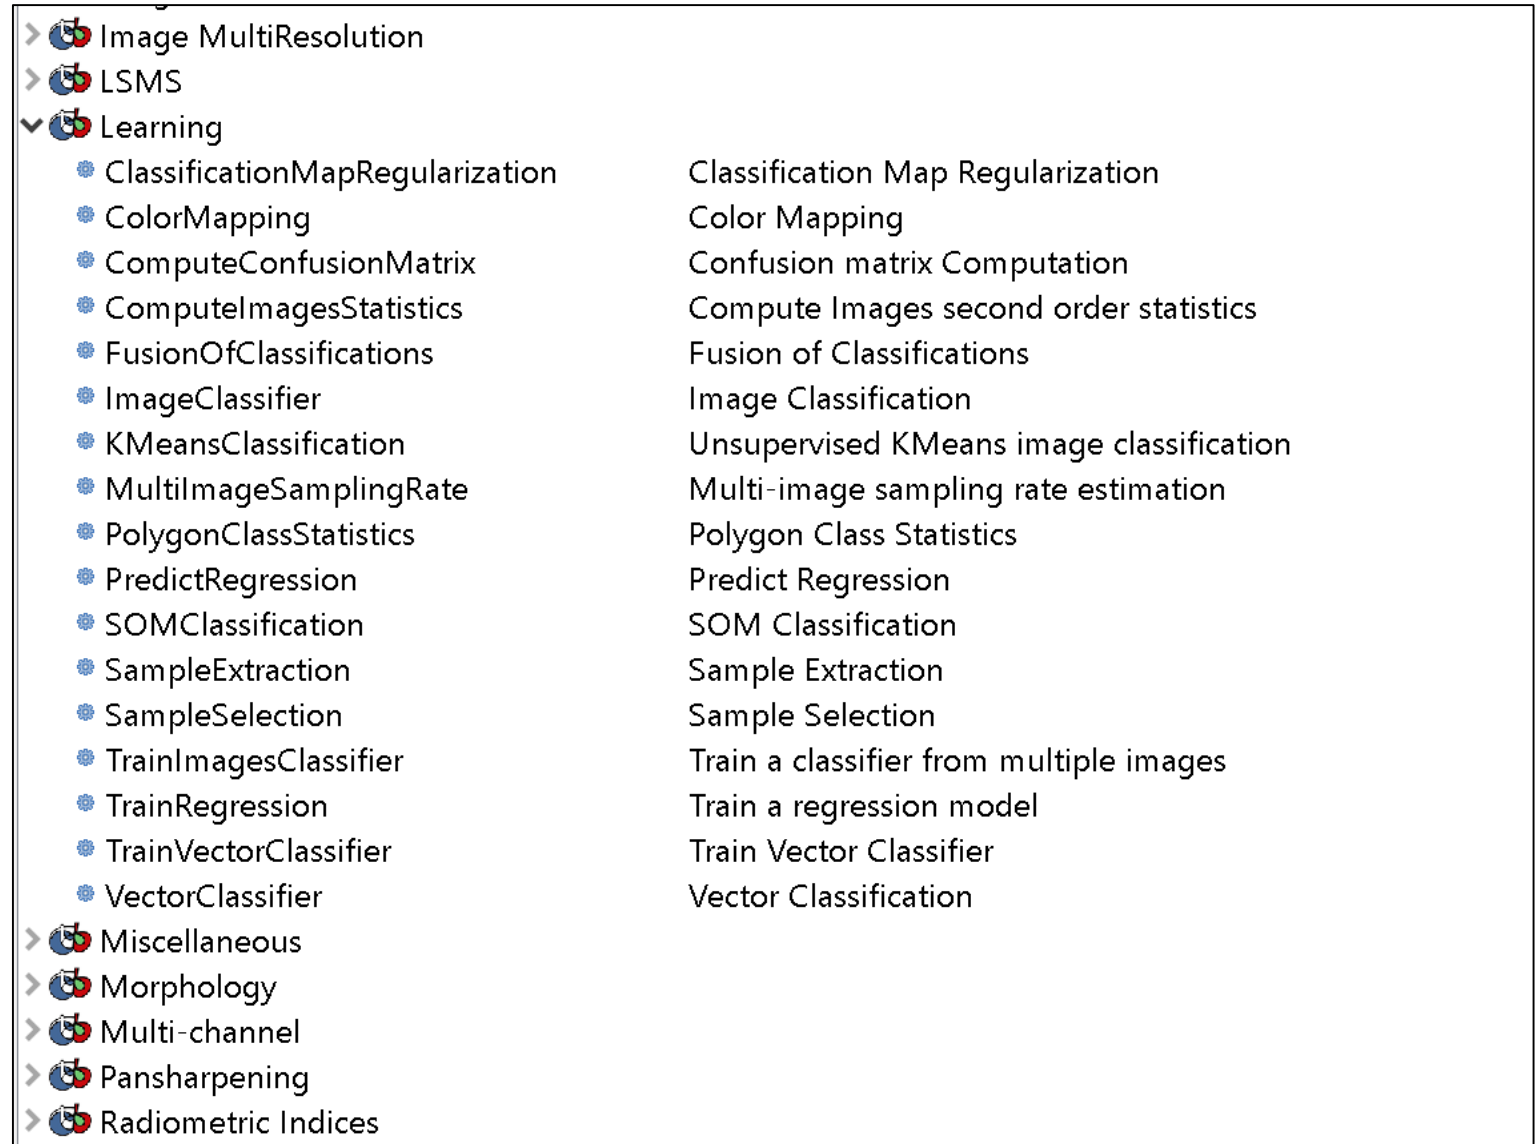 Image MultiResolution
LSMS
Learning
ClassificationMapRegularization Classification Map Regularization
ColorMapping Color Mapping
ComputeConfusionMatrix Confusion matrix Computation
ComputeImagesStatistics Compute Images second order statistics
FusionOfClassifications Fusion of Classifications
ImageClassifier Image Classification
KMeansClassification Unsupervised KMeans image classification
MultiImageSamplingRate Multi-image sampling rate estimation
PolygonClassStatistics Polygon Class Statistics
PredictRegression Predict Regression
SOMClassification SOM Classification
SampleExtraction Sample Extraction
SampleSelection Sample Selection
TrainImagesClassifier Train a classifier from multiple images
TrainRegression Train a regression model
TrainVectorClassifier Train Vector Classifier
VectorClassifier Vector Classification
Miscellaneous
Morphology
Multi-channel
Pansharpening
Radiometric Indices